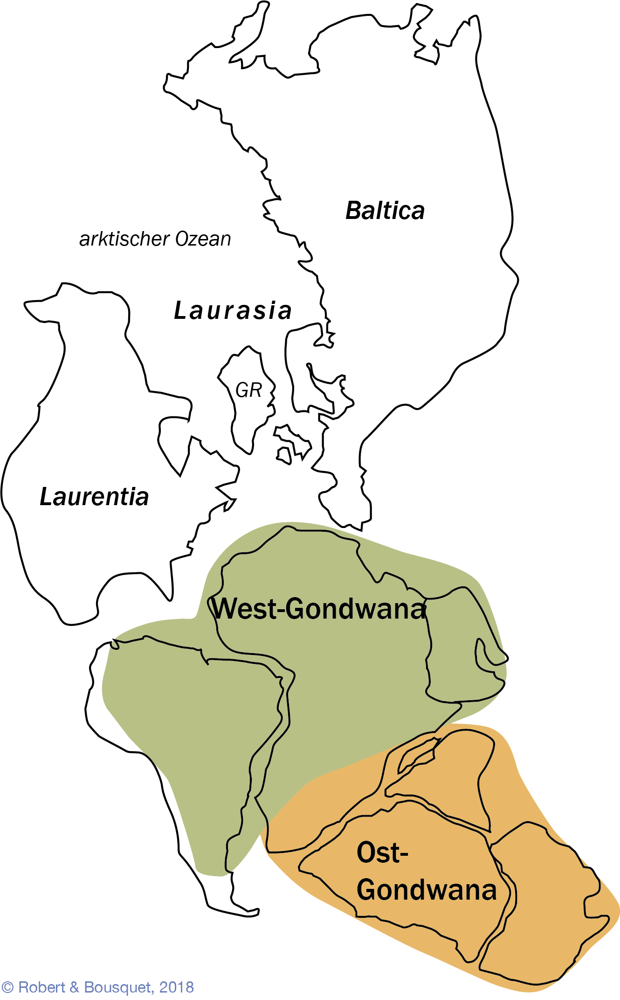 Baltica
arktischer Ozean
Laurasia
GR
Laurentia
West-Gondwana
Ost-
Gondwana
© Robert & Bousquet, 2018